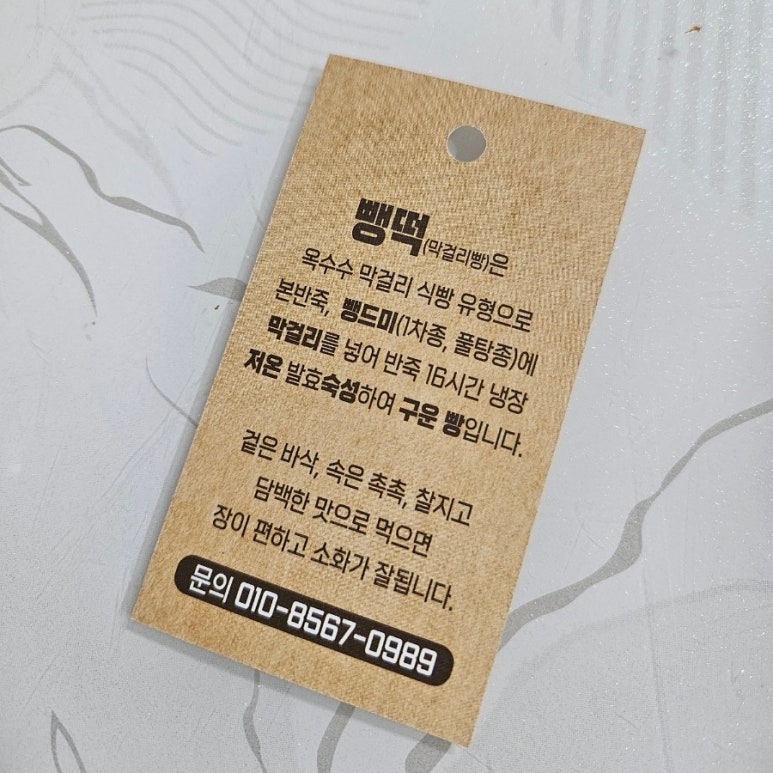 뺑떡(막걸리빵)은
옥수수 막걸리 식빵 유형으로
본반죽, 빵드미(1차종, 풀탕종)에
막걸리를 넣어 반죽 16시간 냉장
저온 발효숙성하여 구운 빵입니다.
겉은 바삭, 속은 촉촉, 찰지고
담백한 맛으로 먹으면
장이 편하고 소화가 잘됩니다.
문의 010-8567-0989